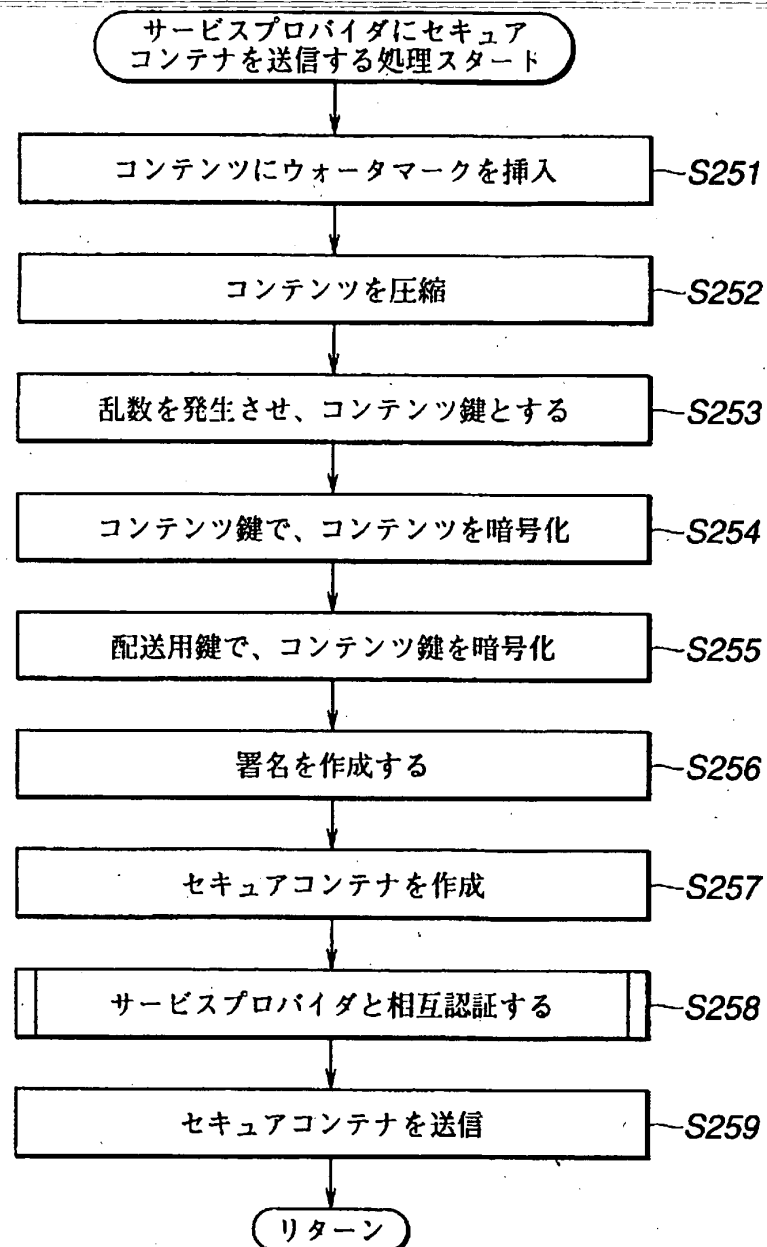 サービスプロバイダにセキュア
コンテナを送信する処理スタート
コンテンツにウォータマークを挿入
S251
コンテンツを圧縮
S252
乱数を発生させ、コンテンツ鍵とする
S253
コンテンツ鍵で、コンテンツを暗号化
S254
配送用鍵で、コンテンツ鍵を暗号化
S255
署名を作成する
S256
セキュアコンテナを作成
S257
サービスプロバイダと相互認証する
S258
セキュアコンテナを送信
S259
リターン